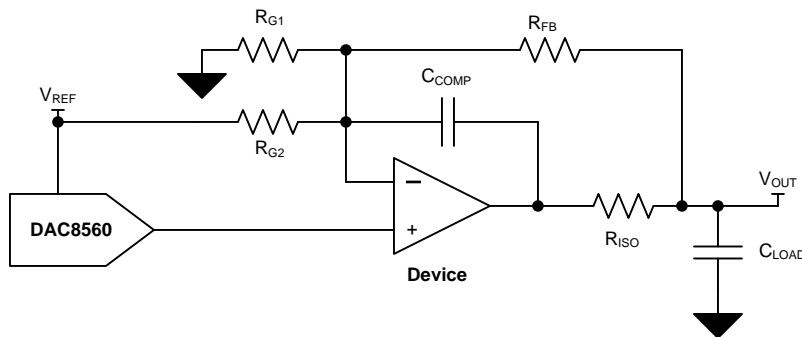 RG1
RFB
CCOMP
VREF
RG2
−
+
DAC8560
Device
RISO
VOUT
CLOAD